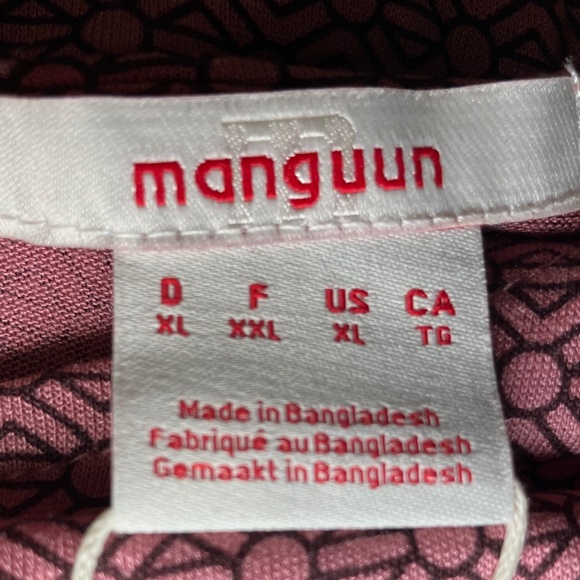 manguun
D F US CA
XL XXL XL TG
Made in Bangladesh
Fabriqué au Bangladesh
Gemaakt in Bangladesh